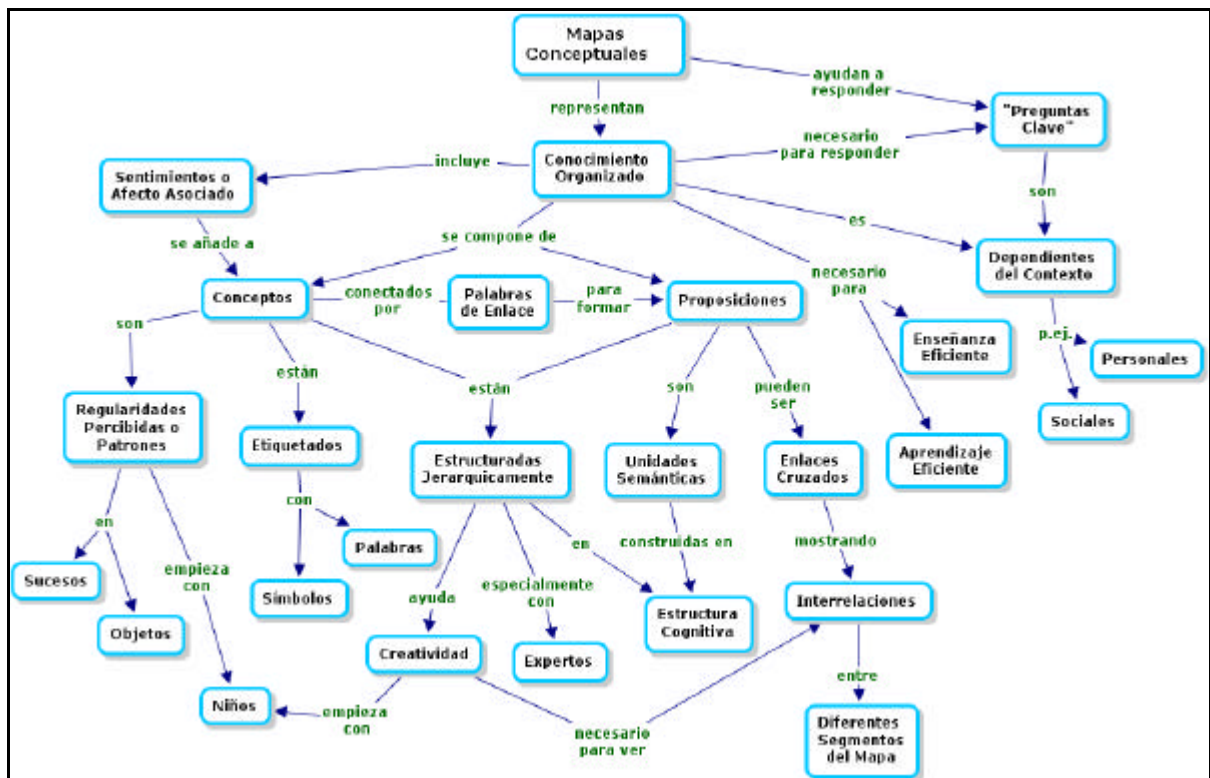 Mapas
Conceptuales
ayudan a
responder
representan
"Preguntas
Clave"
necesario
para responder
Conocimiento
Organizado
incluye
Sentimientos o
Afecto Asociado
son
es
se añade a
se compone de
Dependientes
del Contexto
necesario
para
Conceptos
conectados
por
Palabras
de Enlace
para
formar
Proposiciones
son
Enseñanza
Eficiente
p.ej.
Personales
están
están
son
pueden
ser
Regularidades
Percibidas o
Patrones
Sociales
Etiquetados
Estructuradas
Jerarquicamente
Unidades
Semánticas
Enlaces
Cruzados
Aprendizaje
Eficiente
con
en
Palabras
en
construidas en
mostrando
Sucesos
empieza
con
Símbolos
ayuda
especialmente
con
Estructura
Cognitiva
Interrelaciones
Objetos
Creatividad
Expertos
entre
Niños
empieza
con
necesario
para ver
Diferentes
Segmentos
del Mapa